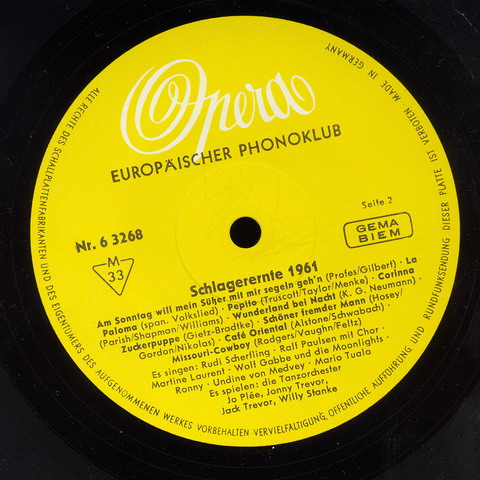 Opera
EUROPÄISCHER PHONOKLUB
Seite 2
Nr. 6 3268
GEMA
BIEM
M
33
Schlagerernte 1961
Am Sonntag will mein Süßer mit mir segeln geh'n (Profes/Gilbert) · La
Paloma (span. Volkslied) · Pepito (Truscott/Taylor/Menke) · Corinna
(Parish/Shapman/Williams) · Wunderland bei Nacht (K. G. Neumann) ·
Zuckerpuppe (Gietz-Bradtke) · Schöner fremder Mann (Hosey/
Gordon/Nikolas) · Café Oriental (Alstone/Schwabach) ·
Missouri-Cowboy (Rodgers/Vaughn/Feltz)
Es singen: Rudi Scherfling · Ralf Paulsen mit Chor ·
Martine Laurent · Wolf Gabbe und die Moonlights ·
Ronny · Undine von Medvey · Mario Tuala
Es spielen: die Tanzorchester
Jo Plée, Jonny Trevor,
Jack Trevor, Willy Stanke
ALLE RECHTE DES SCHALLPLATTENFABRIKANTEN UND DES EIGENTÜMERS DES AUFGENOMMENEN WERKES VORBEHALTEN VERVIELFÄLTIGUNG, ÖFFENTLICHE AUFFÜHRUNG UND RUNDFUNKSENDUNG DIESER PLATTE IST VERBOTEN MADE IN GERMANY